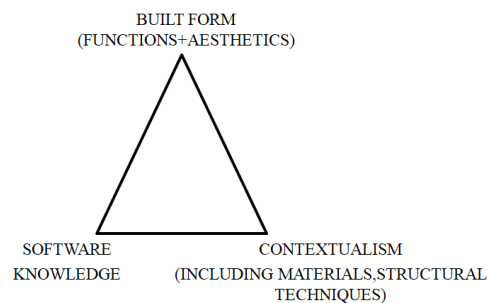 BUILT FORM
(FUNCTIONS+AESTHETICS)
SOFTWARE
KNOWLEDGE
CONTEXTUALISM
(INCLUDING MATERIALS,STRUCTURAL
TECHNIQUES)